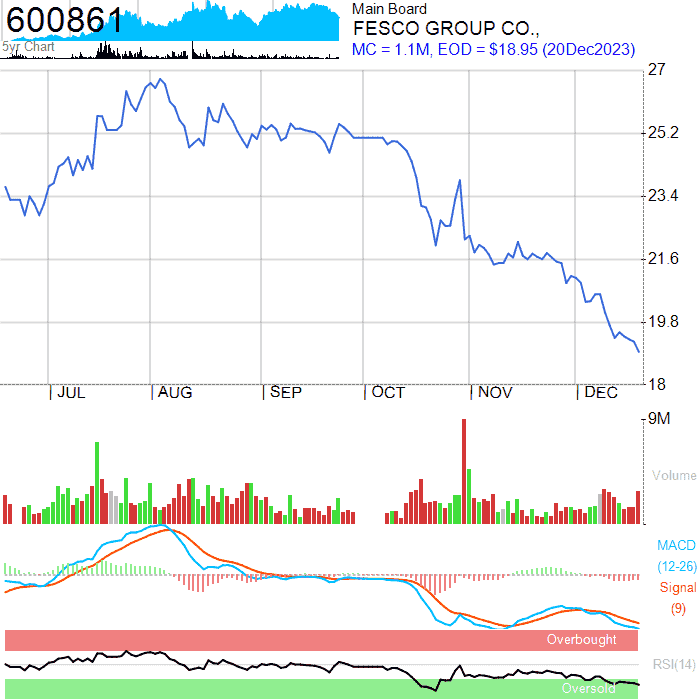 600861
5yr Chart
Main Board
FESCO GROUP CO.,
MC = 1.1M, EOD = $18.95 (20Dec2023)
27
25.2
23.4
21.6
19.8
18
JUL AUG SEP OCT NOV DEC
9M
Volume
MACD
(12-26)
Signal
(9)
Overbought
RSI(14)
Oversold